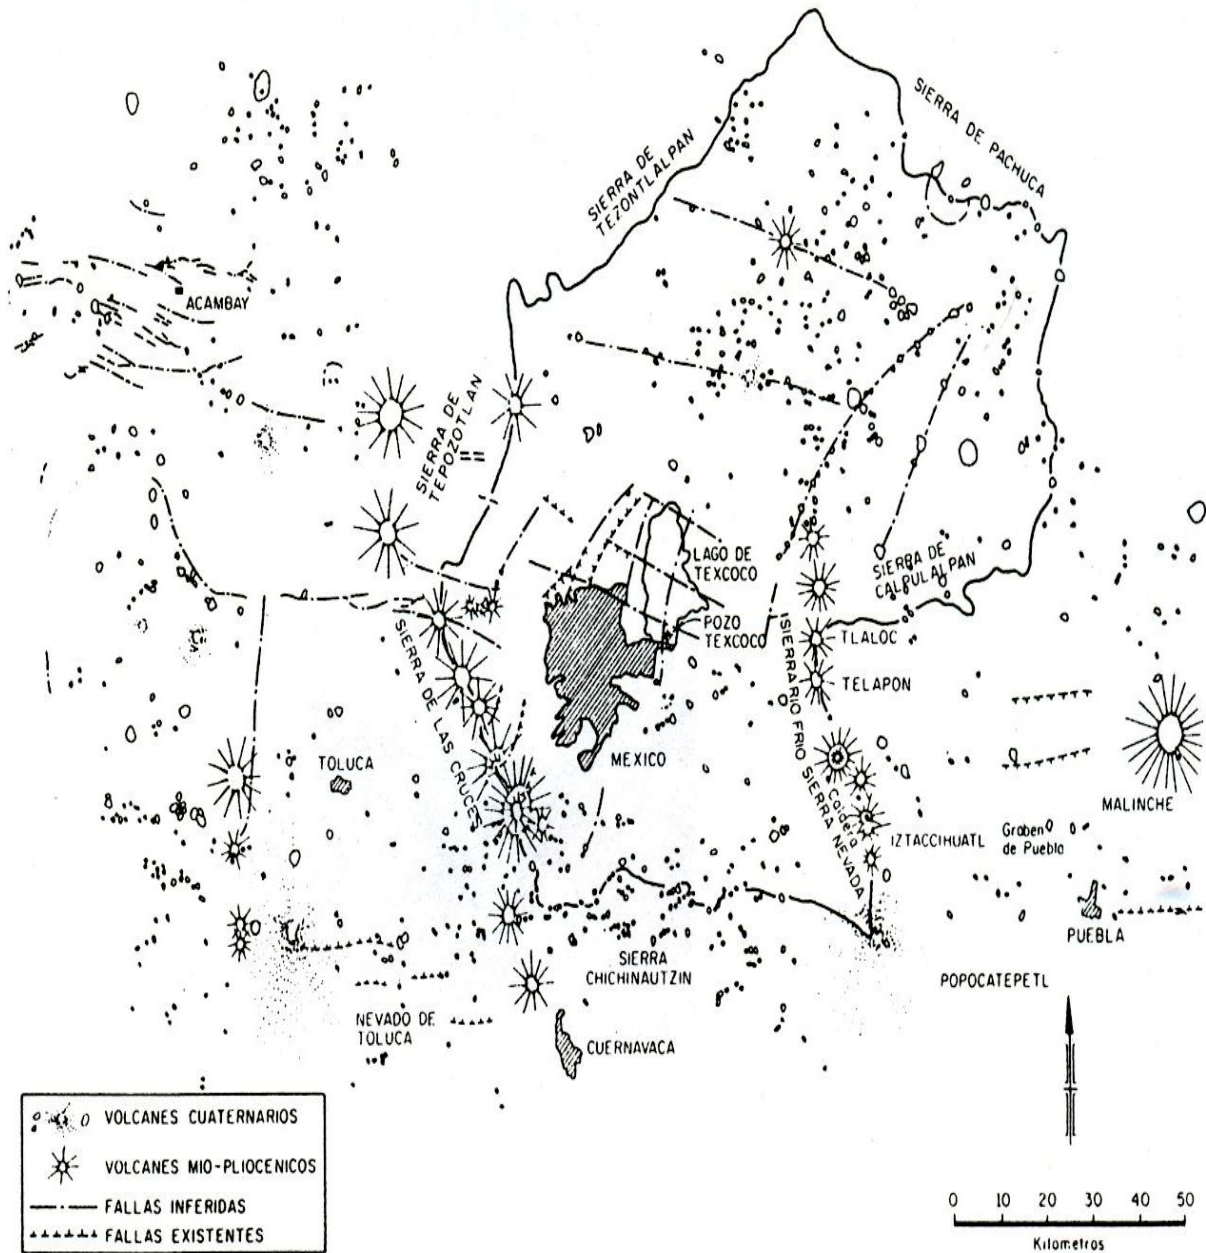 SIERRA DE PACHUCA
SIERRA DE
TEZONTLALPAN
ACAMBAY
SIERRA DE
TEPOZOTLAN
LAGO DE
TEXCOCO
SIERRA DE
CALPULALPAN
POZO
TEXCOCO
TLALOC
SIERRA DE LAS CRUCES
ISIERRARIO FRIO SIERRA NEVADA
TELAPON
TOLUCA
MEXICO
MALINCHE
Caldera
IZTACCIHUATL
Graben
de Puebla
PUEBLA
SIERRA
CHICHINAUTZIN
POPOCATEPETL
NEVADO DE
TOLUCA
CUERNAVACA
VOLCANES CUATERNARIOS
VOLCANES MIO-PLIOCENICOS
FALLAS INFERIDAS
FALLAS EXISTENTES
0 10 20 30 40 50
Kilometros